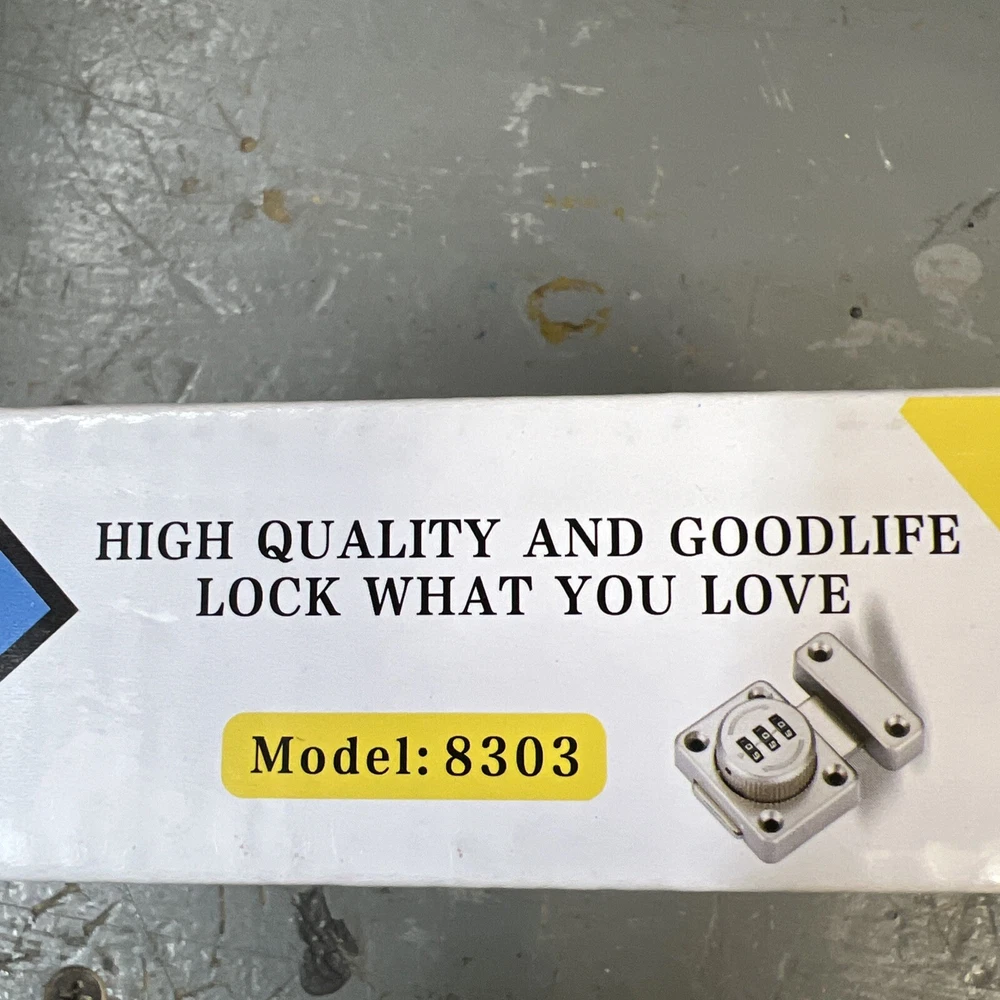 HIGH QUALITY AND GOODLIFE
LOCK WHAT YOU LOVE
Model: 8303